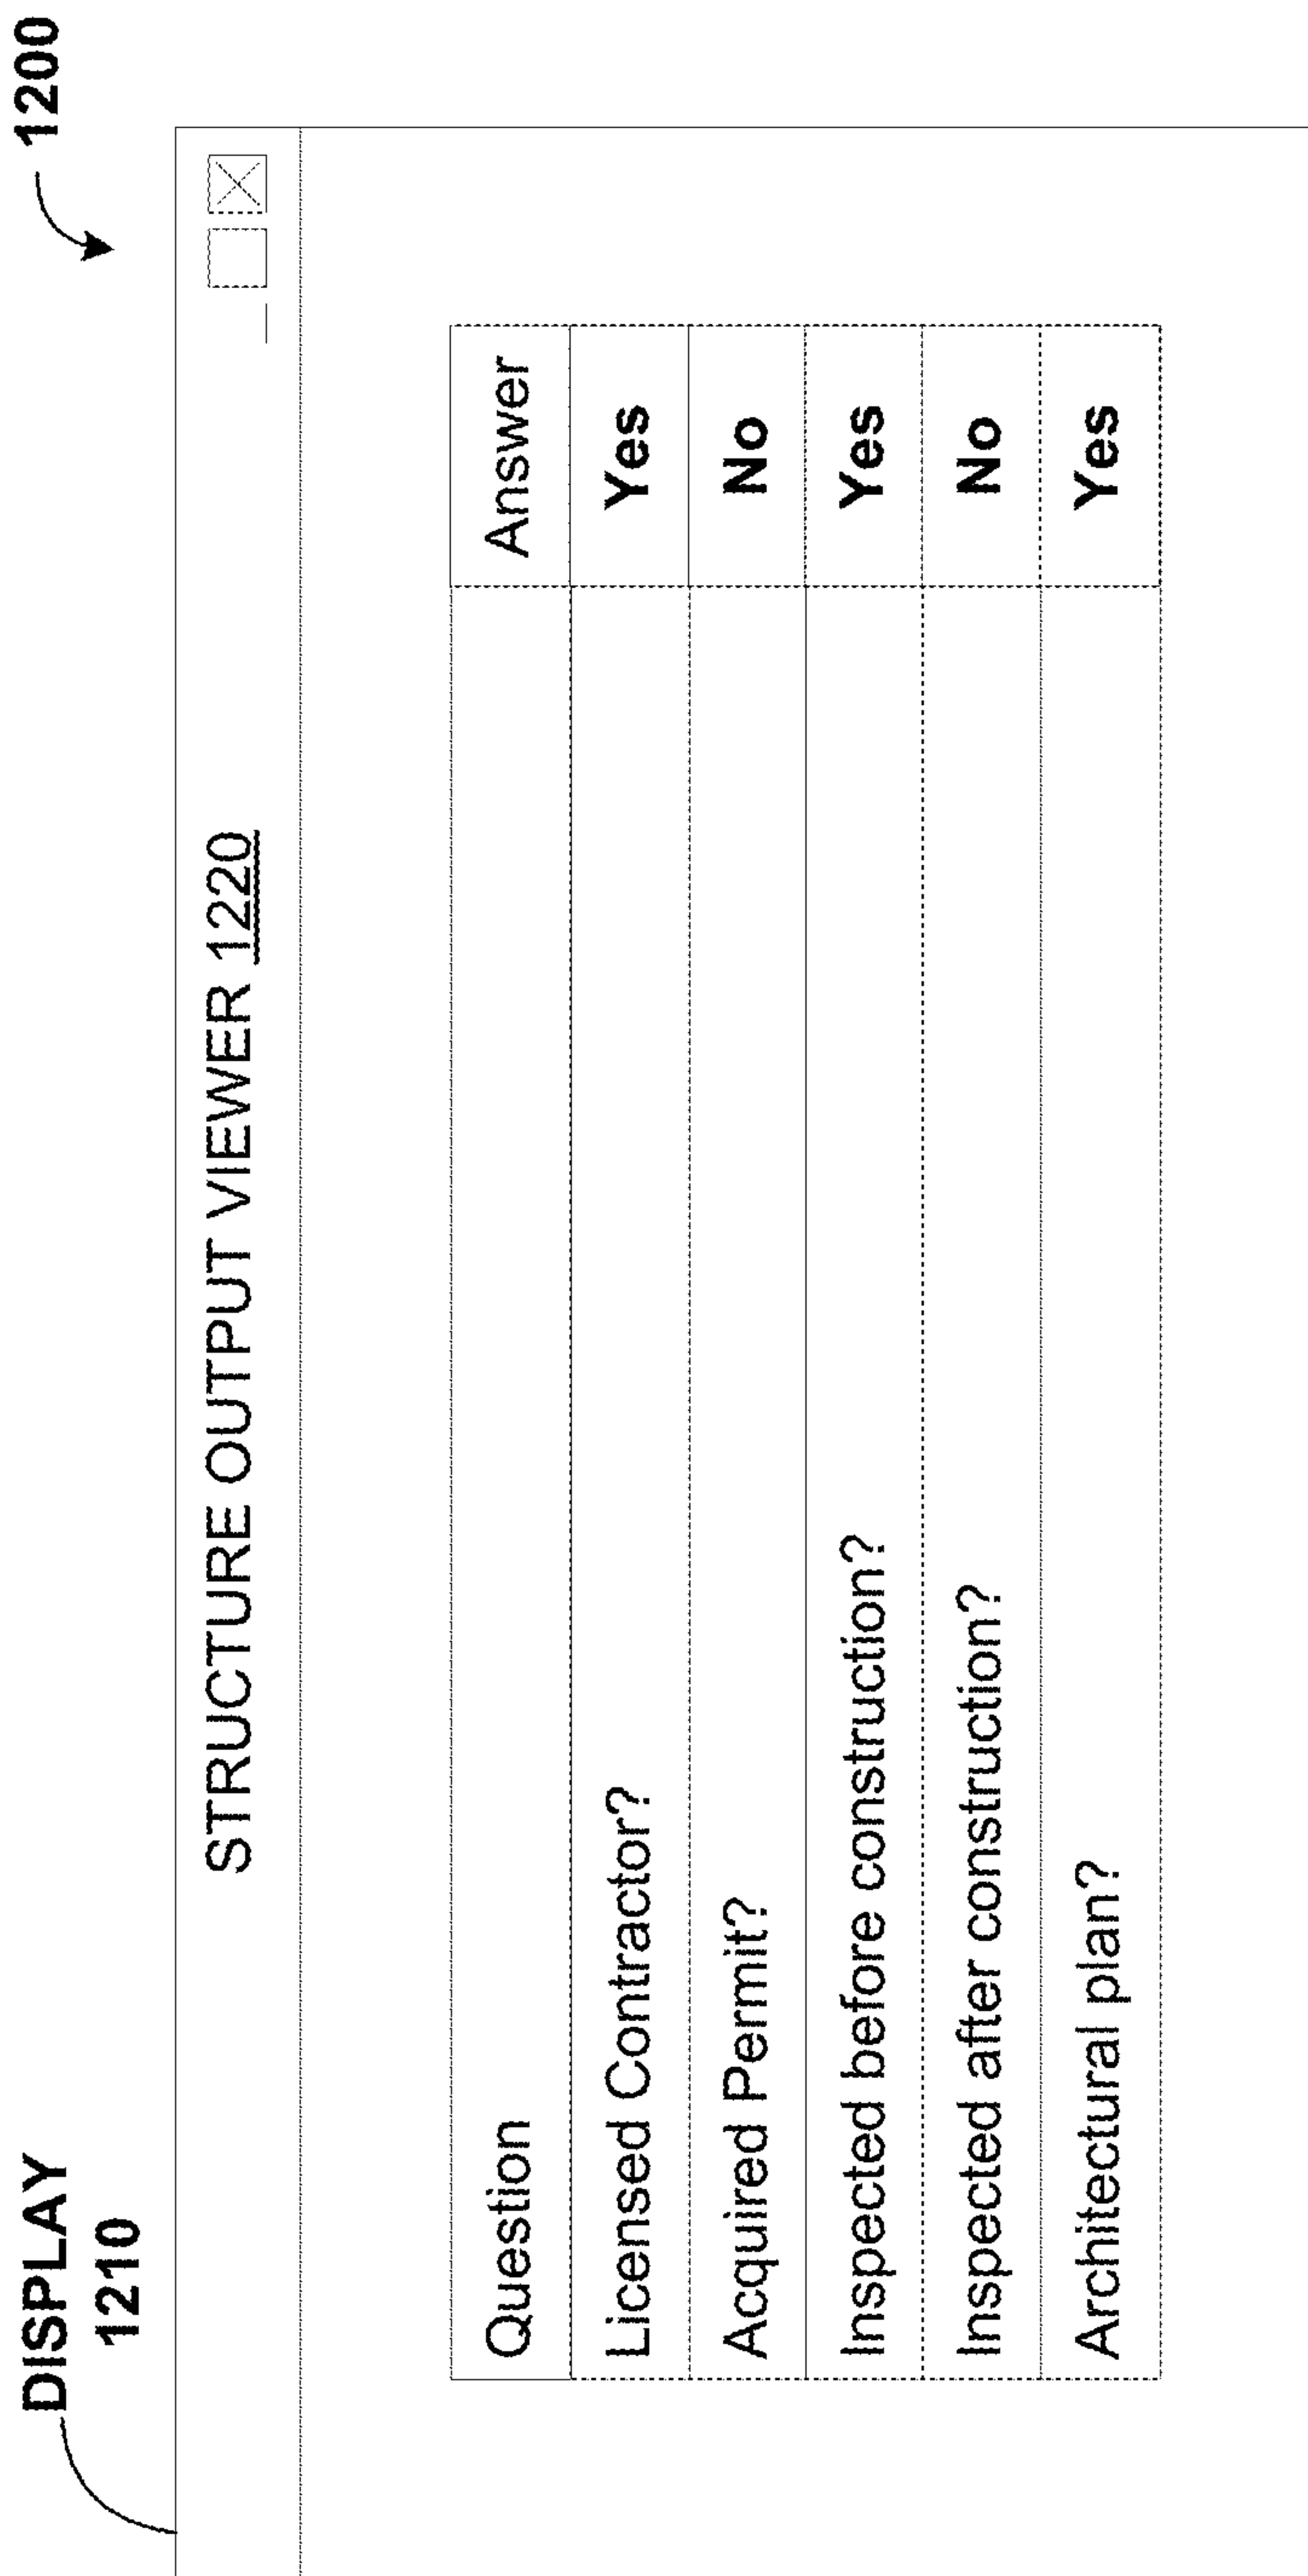 1200
DISPLAY
1210
STRUCTURE OUTPUT VIEWER 1220
Question Answer
Licensed Contractor? Yes
Acquired Permit? No
Inspected before construction? Yes
Inspected after construction? No
Architectural plan? Yes